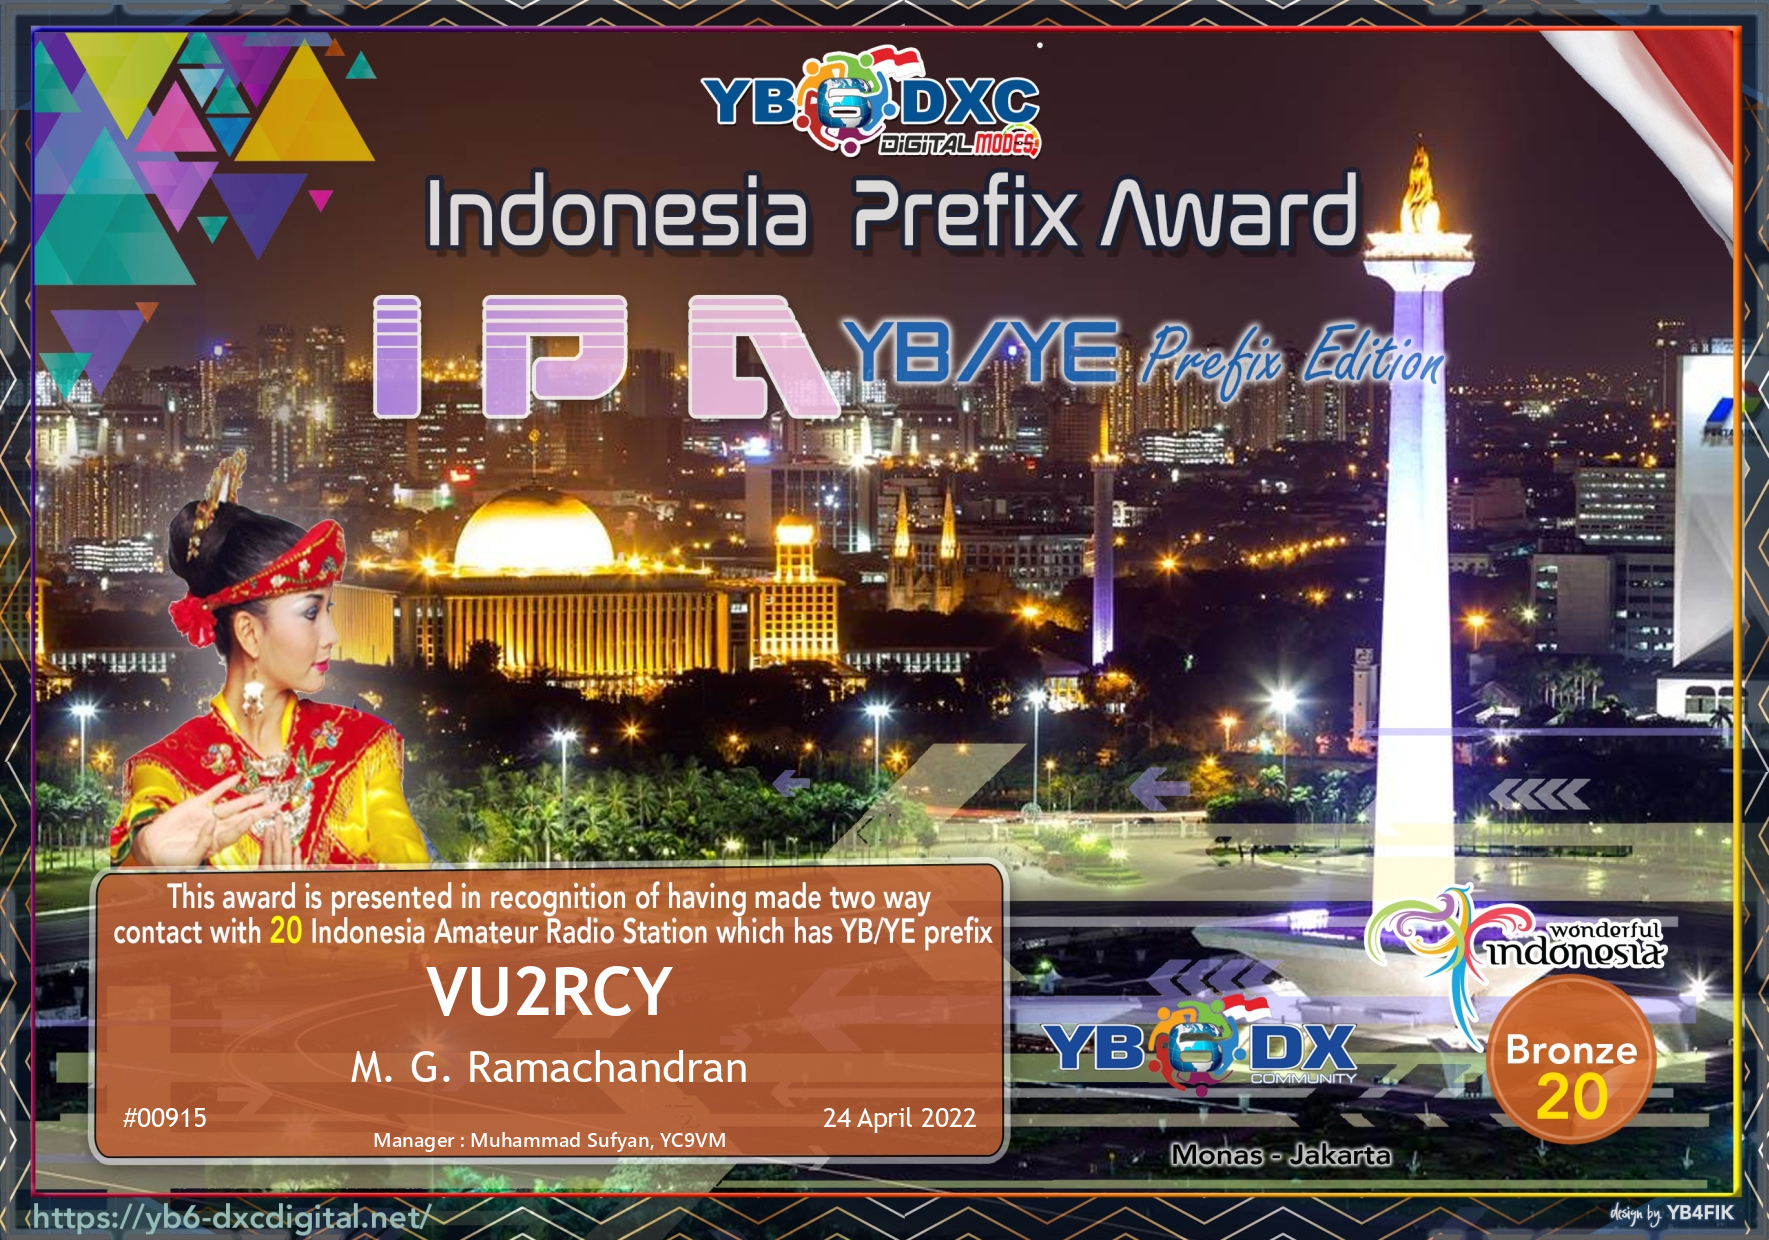 YB6DXC
DIGITAL MODES
Indonesia Prefix Award
IPA YB/YE Prefix Edition
This award is presented in recognition of having made two way
contact with 20 Indonesia Amateur Radio Station which has YB/YE prefix
VU2RCY
M. G. Ramachandran
#00915 24 April 2022
Manager : Muhammad Sufyan, YC9VM
wonderful
indonesia
YB6DX
COMMUNITY
Bronze
20
Monas - Jakarta
https://yb6-dxcdigital.net/
design by. YB4FIK